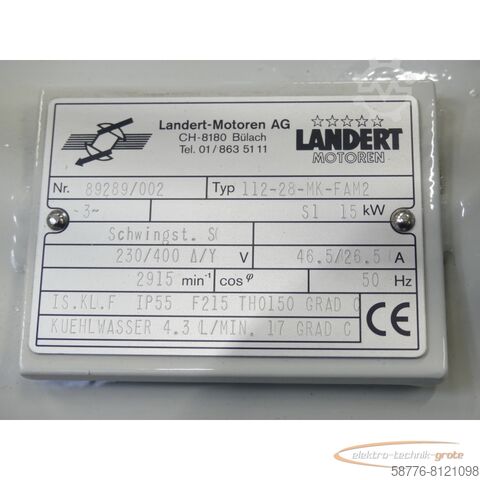 Landert-Motoren AG
CH-8180 Bülach
Tel. 01/863 51 11
LANDERT
MOTOREN
Nr. 89289/002 Typ 112-28-MK-FAM2
3~ S1 15 kW
Schwingst. S
230/400 Δ/Y V 46.5/26.5 A
2915 min⁻¹ cos φ 50 Hz
IS.KL.F IP55 F215 TH0150 GRAD C
KUEHLWASSER 4.3 L/MIN. 17 GRAD C
CE
elektro-technik-grote
58776-8121098